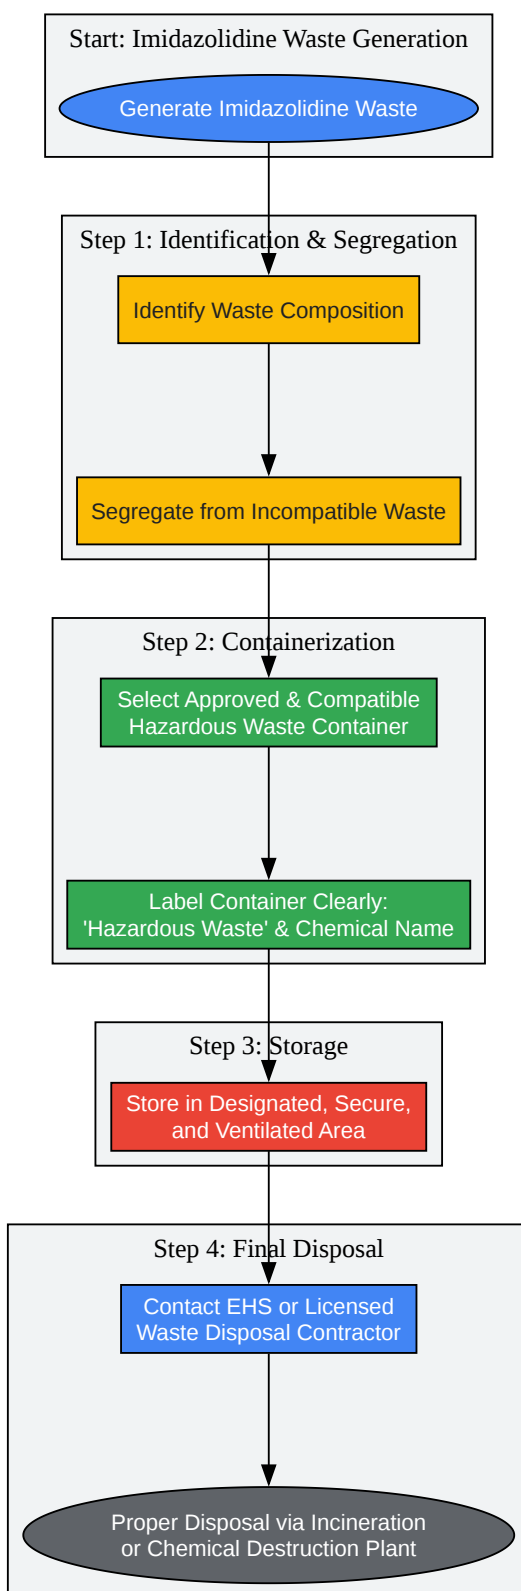 Start: Imidazolidine Waste Generation
Generate Imidazolidine Waste
Step 1: Identification & Segregation
Identify Waste Composition
Segregate from Incompatible Waste
Step 2: Containerization
Select Approved & Compatible
Hazardous Waste Container
Label Container Clearly:
'Hazardous Waste' & Chemical Name
Step 3: Storage
Store in Designated, Secure,
and Ventilated Area
Step 4: Final Disposal
Contact EHS or Licensed
Waste Disposal Contractor
Proper Disposal via Incineration
or Chemical Destruction Plant